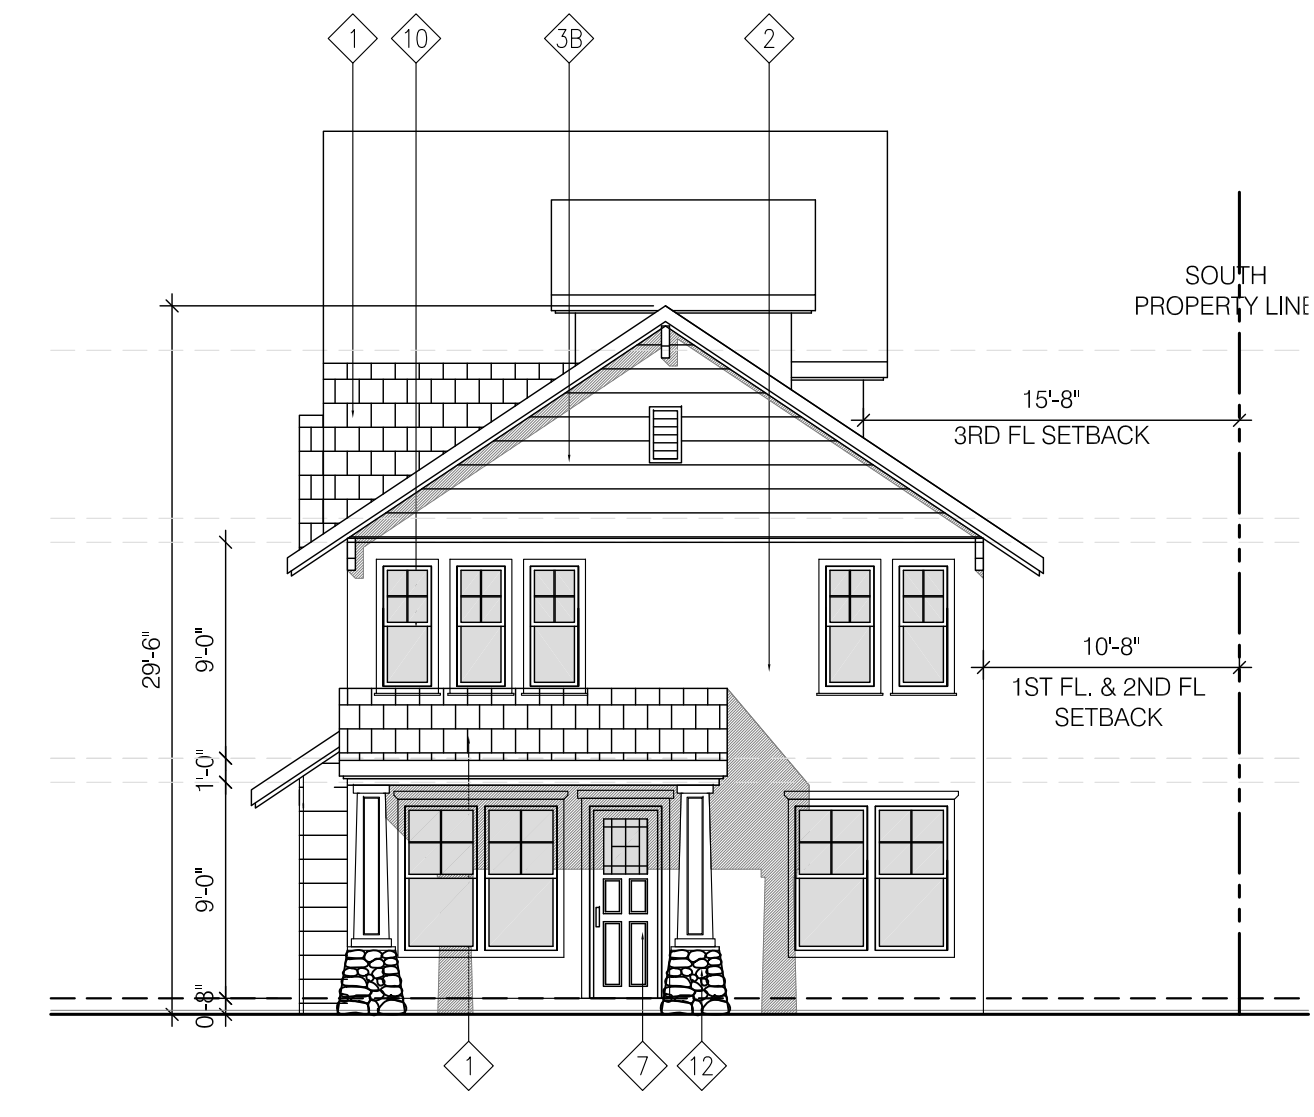 1
10
3B
2
SOUTH
PROPERTY LINE
15'-8"
3RD FL SETBACK
29'-6"
9'-0"
10'-8"
1ST FL. & 2ND FL
SETBACK
1'-0"
9'-0"
0'-8"
1
7
12